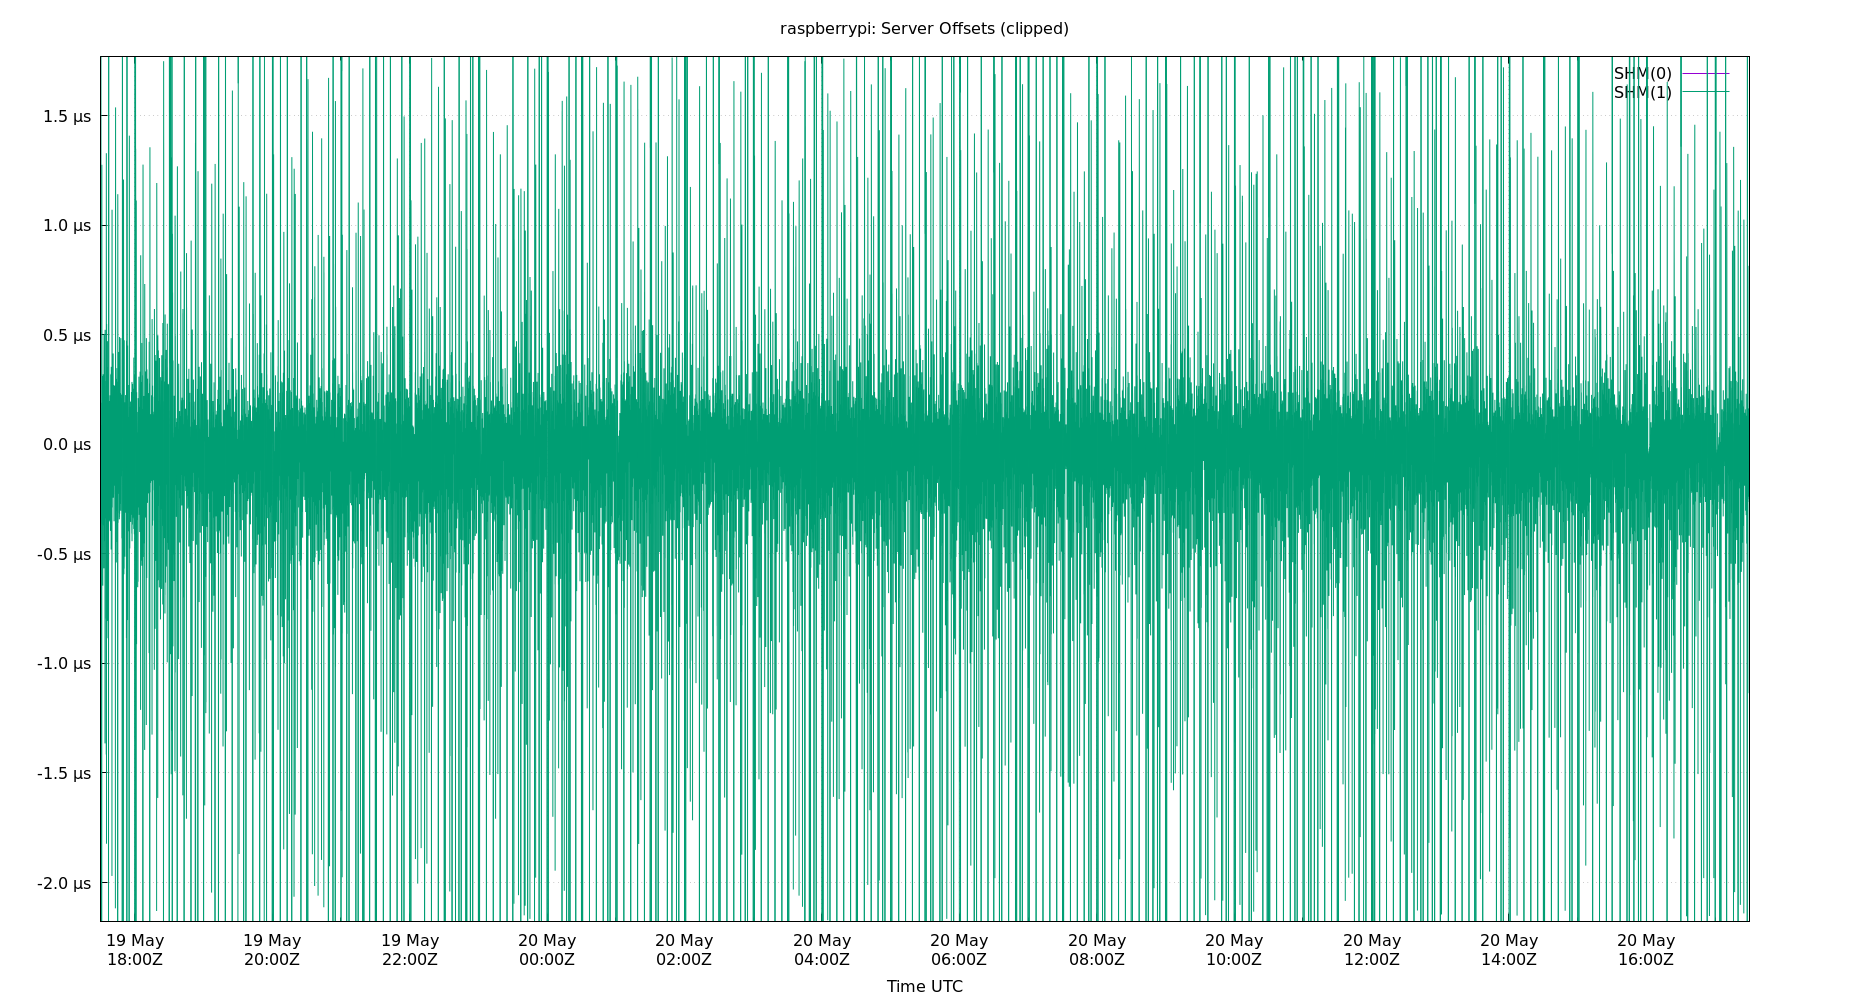 raspberrypi: Server Offsets (clipped)
SHM(0)
SHM(1)
1.5 µs
1.0 µs
0.5 µs
0.0 µs
-0.5 µs
-1.0 µs
-1.5 µs
-2.0 µs
19 May 19 May 19 May 20 May 20 May 20 May 20 May 20 May 20 May 20 May 20 May 20 May
18:00Z 20:00Z 22:00Z 00:00Z 02:00Z 04:00Z 06:00Z 08:00Z 10:00Z 12:00Z 14:00Z 16:00Z
Time UTC